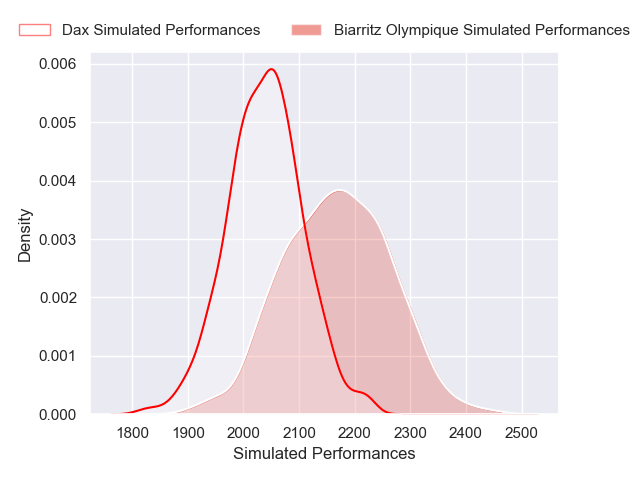 Dax Simulated Performances
Biarritz Olympique Simulated Performances
0.006
0.005
0.004
0.003
0.002
0.001
0.000
Density
1800 1900 2000 2100 2200 2300 2400 2500
Simulated Performances